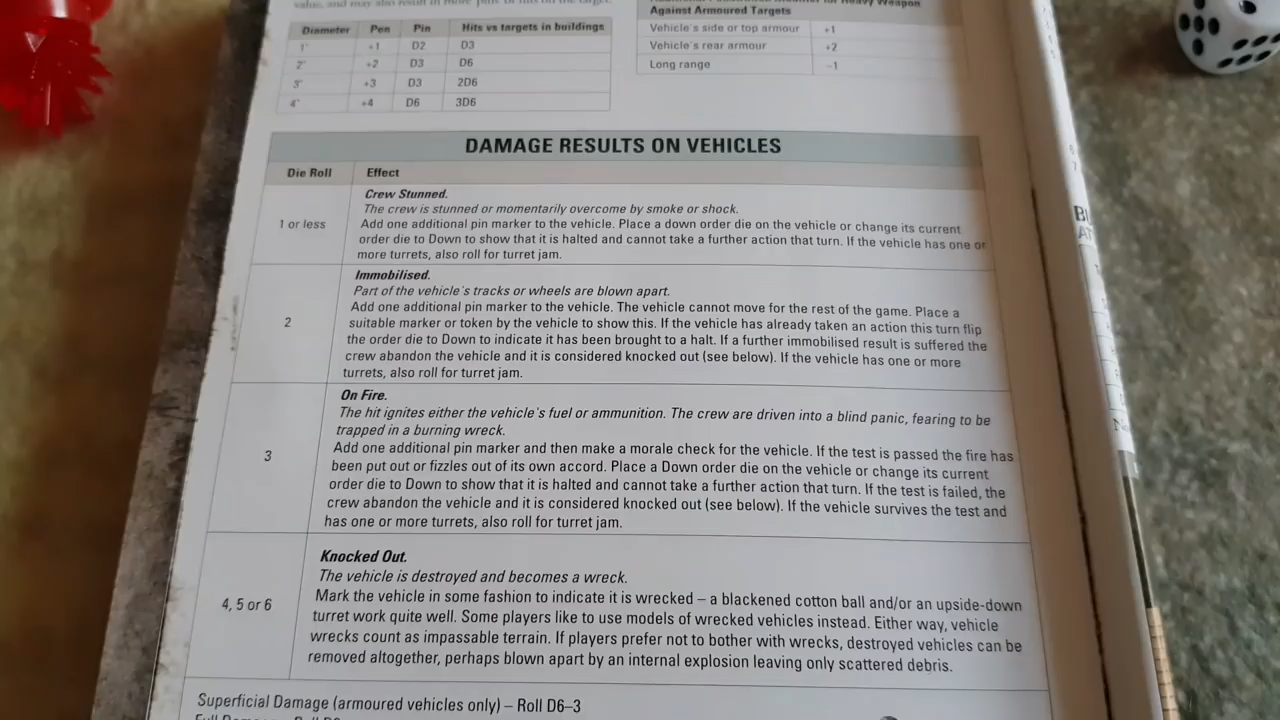 value, and may also result in more pins or hits on the target.
Diameter Pen Pin Hits vs targets in buildings
1" +1 D2 D3
2" +2 D3 D6
3" +3 D3 2D6
4" +4 D6 3D6
Heavy Weapon
Against Armoured Targets
Vehicle's side or top armour +1
Vehicle's rear armour +2
Long range -1
DAMAGE RESULTS ON VEHICLES
Die Roll Effect
1 or less
Crew Stunned.
The crew is stunned or momentarily overcome by smoke or shock.
Add one additional pin marker to the vehicle. Place a down order die on the vehicle or change its current
order die to Down to show that it is halted and cannot take a further action that turn. If the vehicle has one or
more turrets, also roll for turret jam.
2
Immobilised.
Part of the vehicle's tracks or wheels are blown apart.
Add one additional pin marker to the vehicle. The vehicle cannot move for the rest of the game. Place a
suitable marker or token by the vehicle to show this. If the vehicle has already taken an action this turn flip
the order die to Down to indicate it has been brought to a halt. If a further immobilised result is suffered the
crew abandon the vehicle and it is considered knocked out (see below). If the vehicle has one or more
turrets, also roll for turret jam.
3
On Fire.
The hit ignites either the vehicle's fuel or ammunition. The crew are driven into a blind panic, fearing to be
trapped in a burning wreck.
Add one additional pin marker and then make a morale check for the vehicle. If the test is passed the fire has
been put out or fizzles out of its own accord. Place a Down order die on the vehicle or change its current
order die to Down to show that it is halted and cannot take a further action that turn. If the test is failed, the
crew abandon the vehicle and it is considered knocked out (see below). If the vehicle survives the test and
has one or more turrets, also roll for turret jam.
4, 5 or 6
Knocked Out.
The vehicle is destroyed and becomes a wreck.
Mark the vehicle in some fashion to indicate it is wrecked – a blackened cotton ball and/or an upside-down
turret work quite well. Some players like to use models of wrecked vehicles instead. Either way, vehicle
wrecks count as impassable terrain. If players prefer not to bother with wrecks, destroyed vehicles can be
removed altogether, perhaps blown apart by an internal explosion leaving only scattered debris.
Superficial Damage (armoured vehicles only) – Roll D6–3